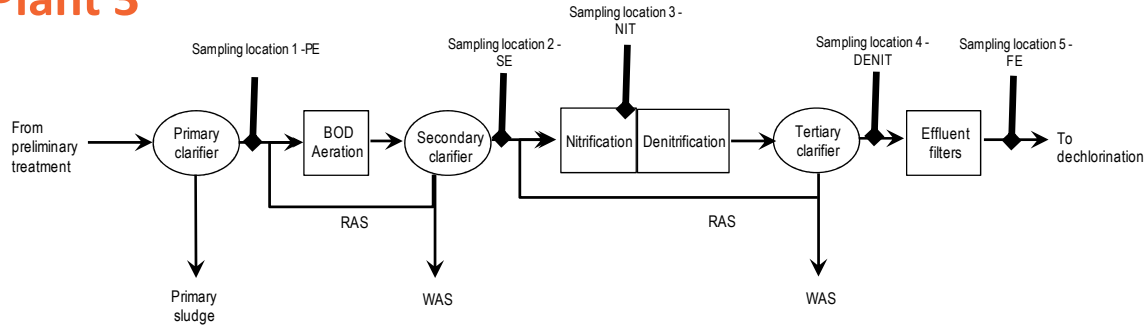 Plant 3
Sampling location 3 -
NIT
Sampling location 1 -PE
Sampling location 2 -
SE
Sampling location 4 -
DENIT
Sampling location 5 -
FE
From
preliminary
treatment
Primary
clarifier
BOD
Aeration
Secondary
clarifier
Nitrification
Denitrification
Tertiary
clarifier
Effluent
filters
To
dechlorination
RAS
RAS
Primary
sludge
WAS
WAS